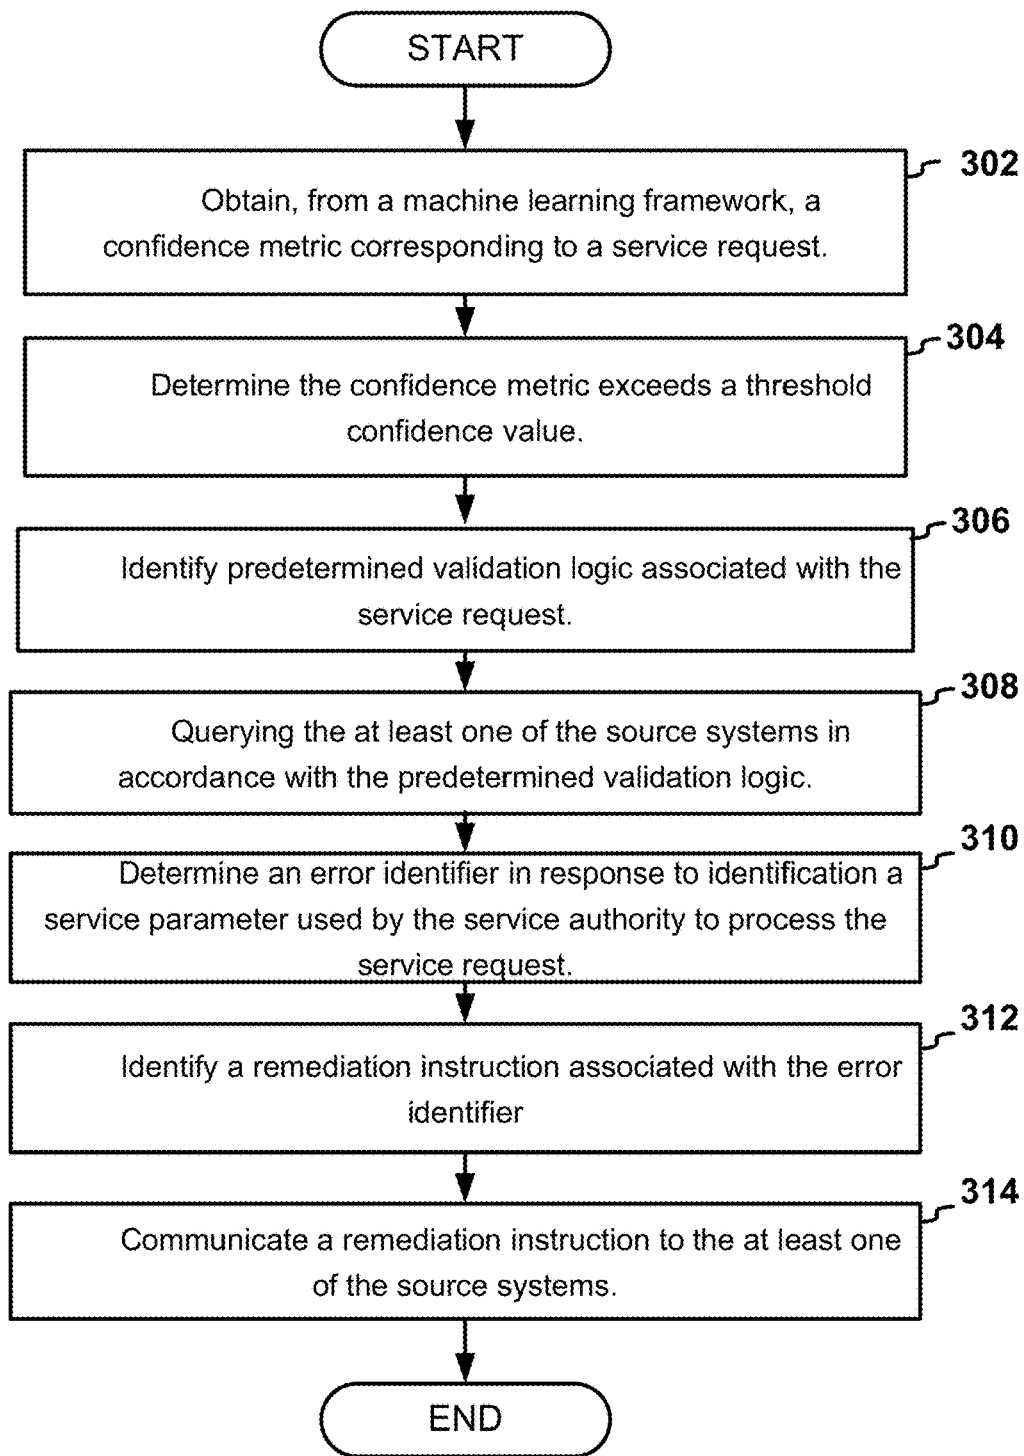 START
302
Obtain, from a machine learning framework, a
confidence metric corresponding to a service request.
304
Determine the confidence metric exceeds a threshold
confidence value.
306
Identify predetermined validation logic associated with the
service request.
308
Querying the at least one of the source systems in
accordance with the predetermined validation logic.
310
Determine an error identifier in response to identification a
service parameter used by the service authority to process the
service request.
312
Identify a remediation instruction associated with the error
identifier
314
Communicate a remediation instruction to the at least one
of the source systems.
END